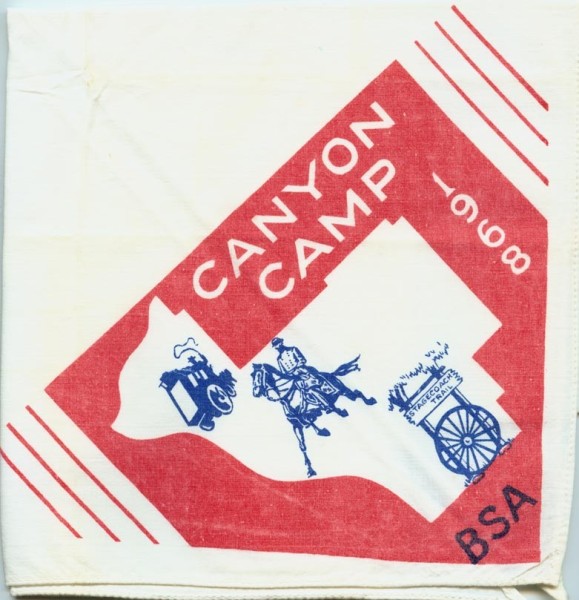 CANYON
CAMP
1968
STAGECOACH
TRAIL
BSA